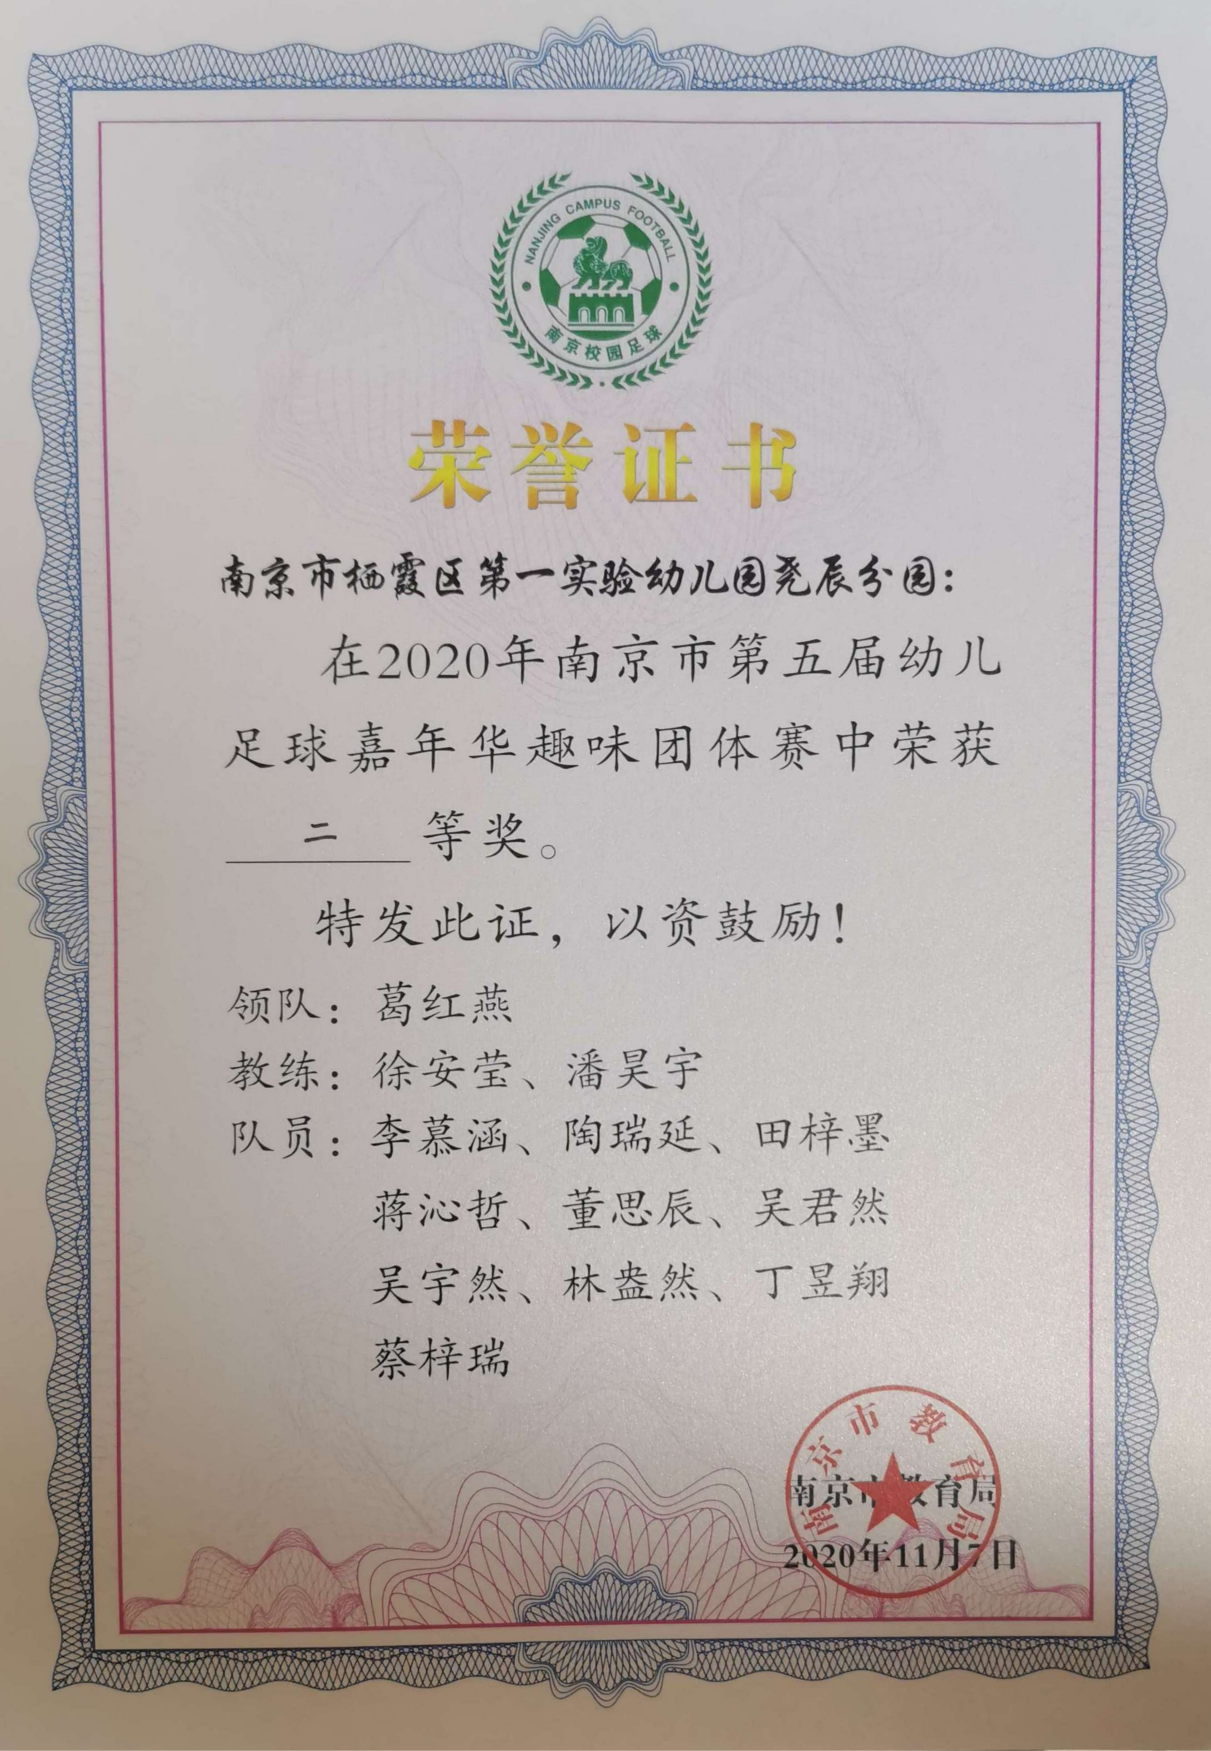 NANJING CAMPUS FOOTBALL
南京校园足球
荣誉证书
南京市栖霞区第一实验幼儿园尧辰分园：
在2020年南京市第五届幼儿
足球嘉年华趣味团体赛中荣获
二 等奖。
特发此证，以资鼓励！
领队：葛红燕
教练：徐安莹、潘昊宇
队员：李慕涵、陶瑞延、田梓墨
蒋沁哲、董思辰、吴君然
吴宇然、林盎然、丁昱翔
蔡梓瑞
南京市教育局
南京市教育局
2020年11月7日